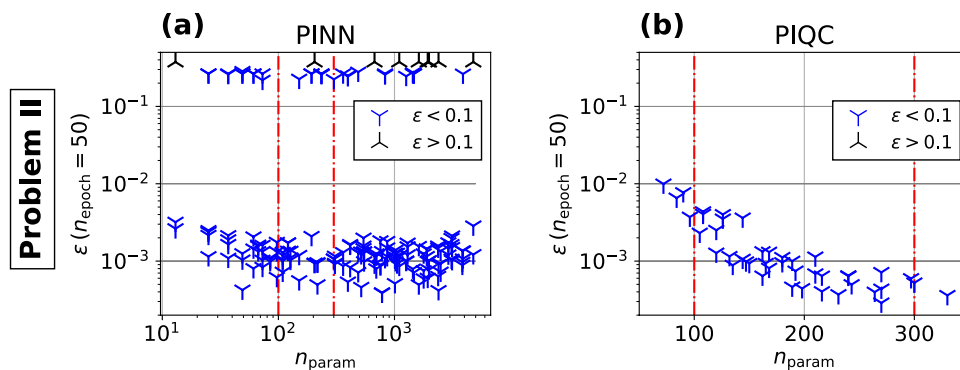 (a)
PINN
(b)
PIQC
Problem II
ε (n_epoch = 50)
10⁻¹
10⁻²
10⁻³
ε < 0.1
ε > 0.1
10¹
10²
10³
n_param
ε (n_epoch = 50)
10⁻¹
10⁻²
10⁻³
ε < 0.1
ε > 0.1
100
200
300
n_param